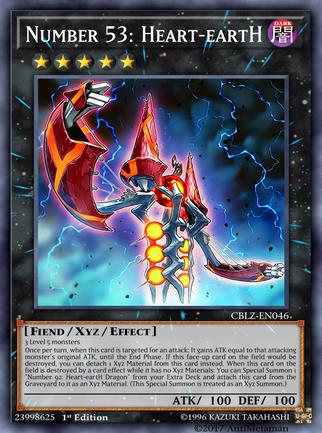 Number 53: Heart-eartH
DARK
闇
CBLZ-EN046
[Fiend / Xyz / Effect]
3 Level 5 monsters
Once per turn, when this card is targeted for an attack: It gains ATK equal to that attacking
monster's original ATK, until the End Phase. If this face-up card on the field would be
destroyed, you can detach 1 Xyz Material from this card instead. When this card on the
field is destroyed by a card effect while it has no Xyz Materials: You can Special Summon 1
"Number 92: Heart-eartH Dragon" from your Extra Deck and attach this card from the
Graveyard to it as an Xyz Material. (This Special Summon is treated as an Xyz Summon.)
ATK/ 100 DEF/ 100
23998625 1st Edition ©1996 KAZUKI TAKAHASHI
©2017 AntiMetaman